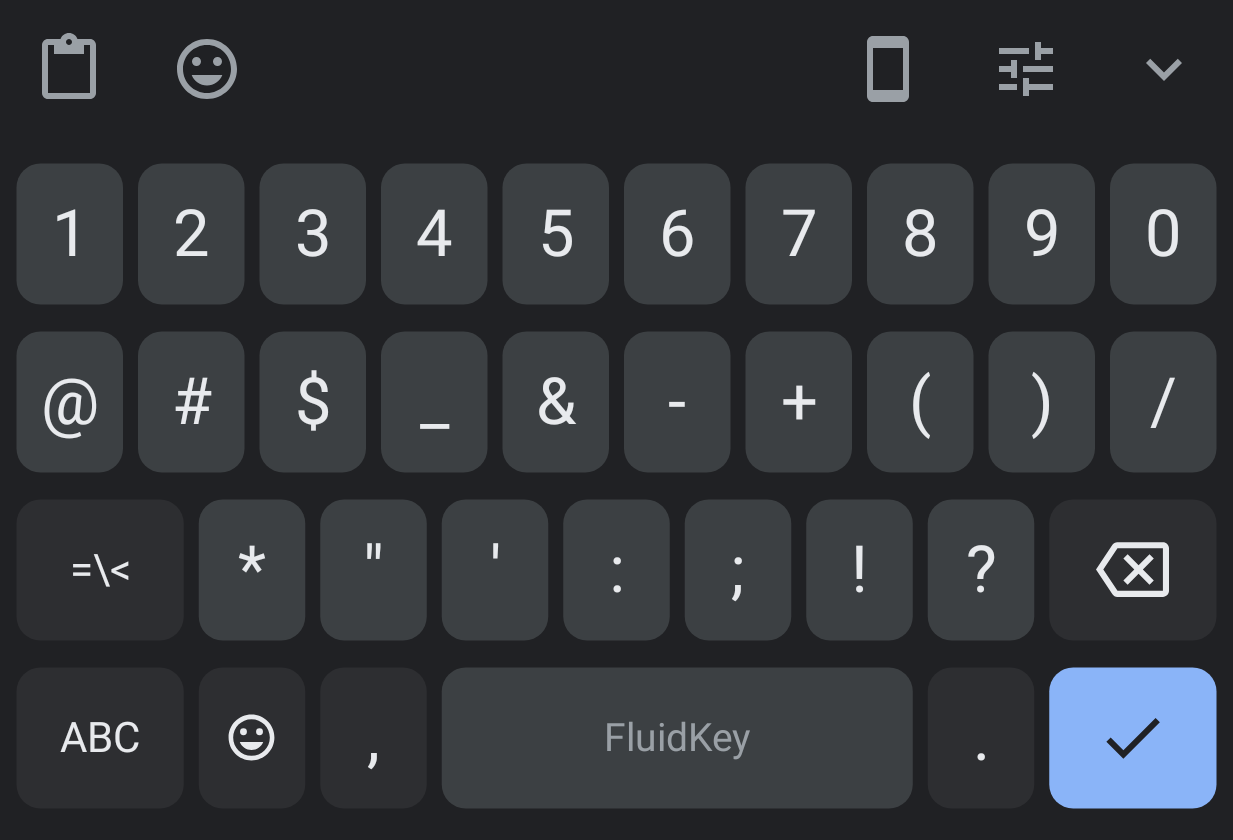 1 2 3 4 5 6 7 8 9 0
@ # $ _ & - + ( ) /
=\< * " ' : ; ! ?
ABC , FluidKey .